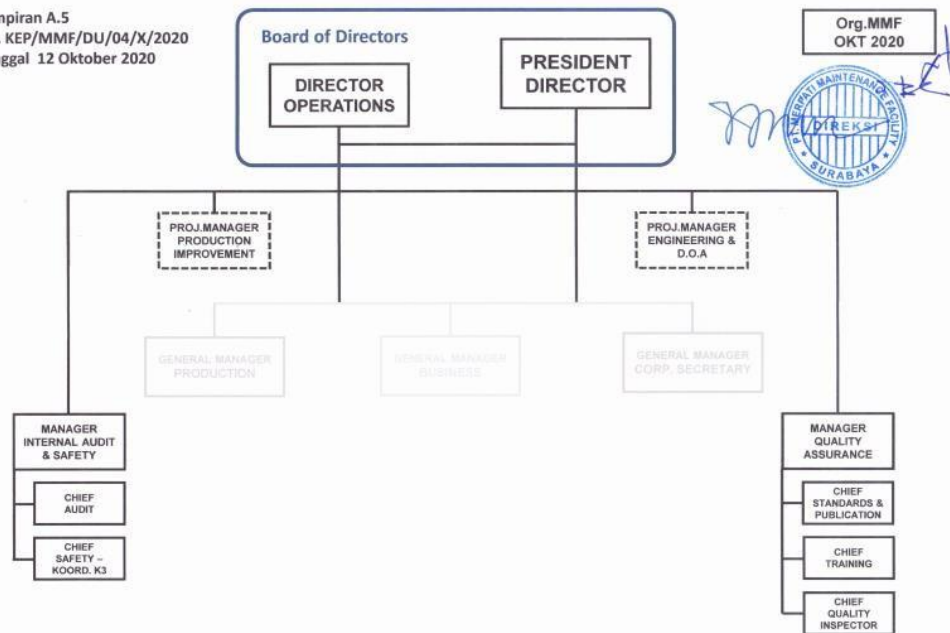 mpiran A.5
. KEP/MMF/DU/04/X/2020
nggal 12 Oktober 2020
Board of Directors
DIRECTOR
OPERATIONS
PRESIDENT
DIRECTOR
Org.MMF
OKT 2020
PT. MERPATI MAINTENANCE FACILITY
DIREKSI
SURABAYA
PROJ.MANAGER
PRODUCTION
IMPROVEMENT
PROJ.MANAGER
ENGINEERING &
D.O.A
GENERAL MANAGER
PRODUCTION
GENERAL MANAGER
BUSINESS
GENERAL MANAGER
CORP. SECRETARY
MANAGER
INTERNAL AUDIT
& SAFETY
CHIEF
AUDIT
CHIEF
SAFETY –
KOORD. K3
MANAGER
QUALITY
ASSURANCE
CHIEF
STANDARDS &
PUBLICATION
CHIEF
TRAINING
CHIEF
QUALITY
INSPECTOR